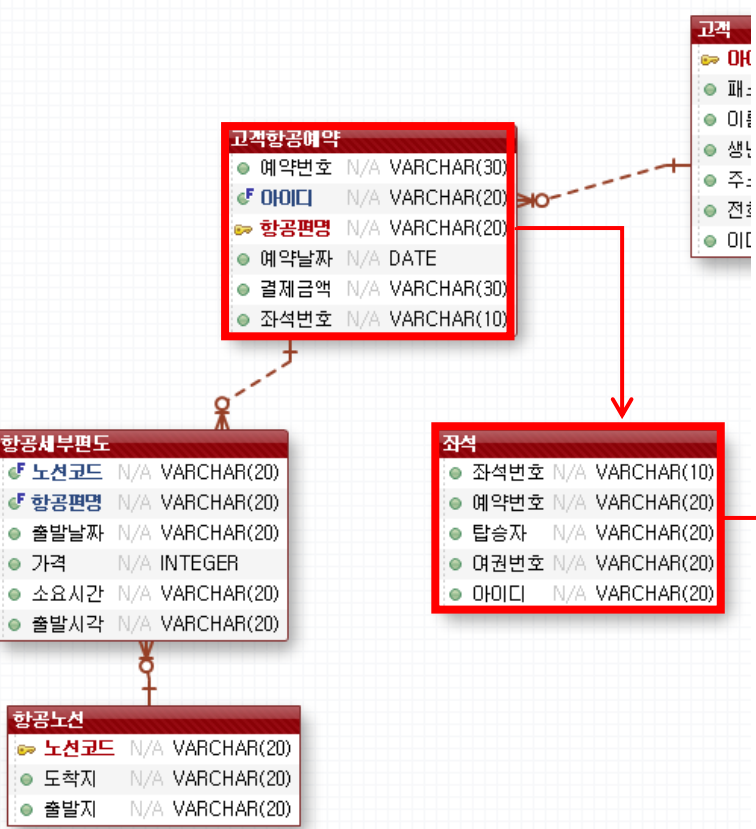 고객
고객항공예약
예약번호 N/A VARCHAR(30)
아이디 N/A VARCHAR(20)
항공편명 N/A VARCHAR(20)
예약날짜 N/A DATE
결제금액 N/A VARCHAR(30)
좌석번호 N/A VARCHAR(10)
항공세부편도
노선코드 N/A VARCHAR(20)
항공편명 N/A VARCHAR(20)
출발날짜 N/A VARCHAR(20)
가격 N/A INTEGER
소요시간 N/A VARCHAR(20)
출발시각 N/A VARCHAR(20)
좌석
좌석번호 N/A VARCHAR(10)
예약번호 N/A VARCHAR(20)
탑승자 N/A VARCHAR(20)
여권번호 N/A VARCHAR(20)
아이디 N/A VARCHAR(20)
항공노선
노선코드 N/A VARCHAR(20)
도착지 N/A VARCHAR(20)
출발지 N/A VARCHAR(20)